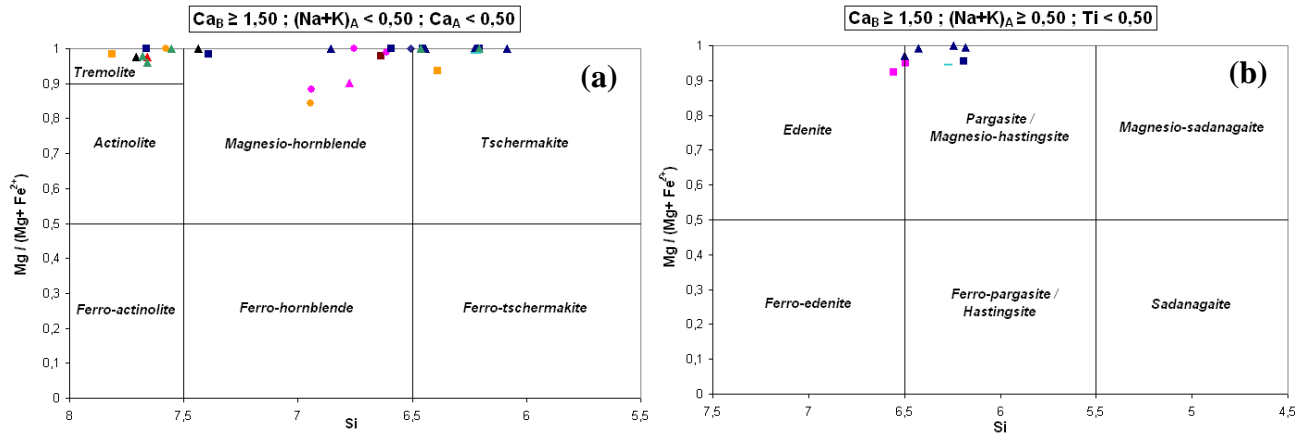 Ca_B ≥ 1,50 ; (Na+K)_A < 0,50 ; Ca_A < 0,50
(a)
Mg / (Mg+ Fe²⁺)
1
0,9
0,8
0,7
0,6
0,5
0,4
0,3
0,2
0,1
0
Tremolite
Actinolite
Magnesio-hornblende
Tschermakite
Ferro-actinolite
Ferro-hornblende
Ferro-tschermakite
8
7,5
7
6,5
6
5,5
Si
Ca_B ≥ 1,50 ; (Na+K)_A ≥ 0,50 ; Ti < 0,50
(b)
Mg / (Mg+ Fe²⁺)
1
0,9
0,8
0,7
0,6
0,5
0,4
0,3
0,2
0,1
0
Edenite
Pargasite /
Magnesio-hastingsite
Magnesio-sadanagaite
Ferro-edenite
Ferro-pargasite /
Hastingsite
Sadanagaite
7,5
6,5
6
5,5
5
4,5
Si